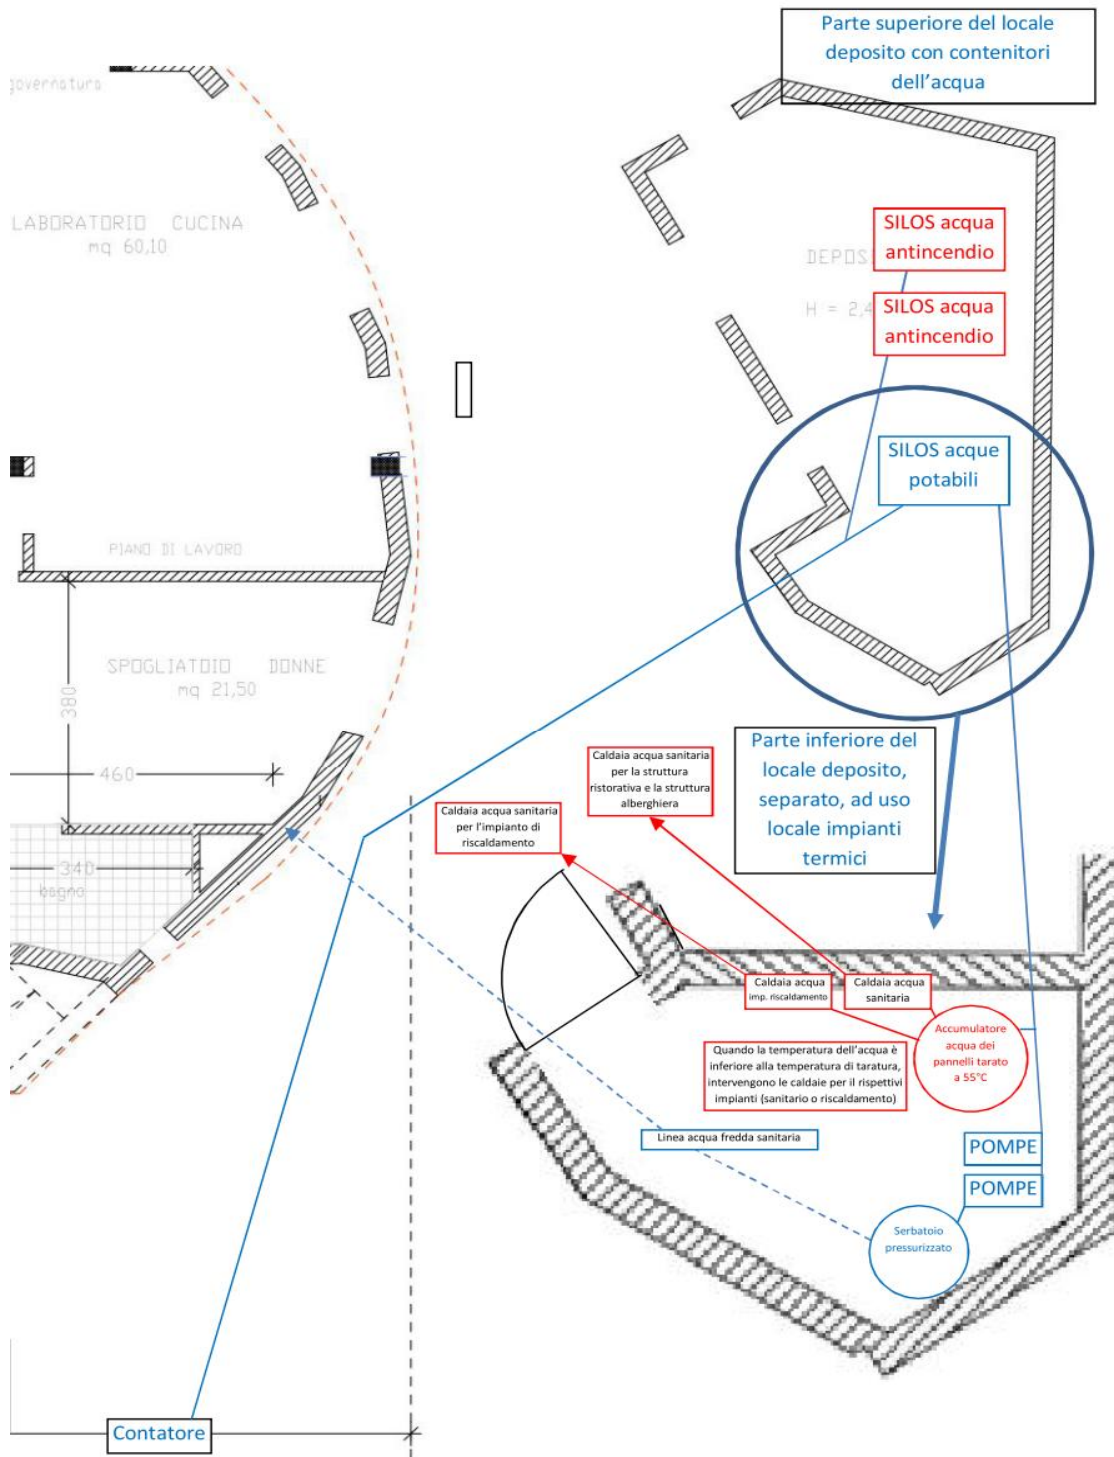 Parte superiore del locale
deposito con contenitori
dell'acqua
governatura
LABORATORIO CUCINA
mq 60,10
SILOS acqua
antincendio
H = 2,4
SILOS acqua
antincendio
SILOS acque
potabili
PIANO DI LAVORO
SPOGLIATOIO DONNE
mq 21,50
380
460
340
bagno
Parte inferiore del
locale deposito,
separato, ad uso
locale impianti
termici
Caldaia acqua sanitaria
per la struttura
ristorativa e la struttura
alberghiera
Caldaia acqua sanitaria
per l'impianto di
riscaldamento
Caldaia acqua
imp. riscaldamento
Caldaia acqua
sanitaria
Accumulatore
acqua dei
pannelli tarato
a 55°C
Quando la temperatura dell'acqua è
inferiore alla temperatura di taratura,
intervengono le caldaie per il rispettivi
impianti (sanitario o riscaldamento)
Linea acqua fredda sanitaria
POMPE
POMPE
Serbatoio
pressurizzato
Contatore